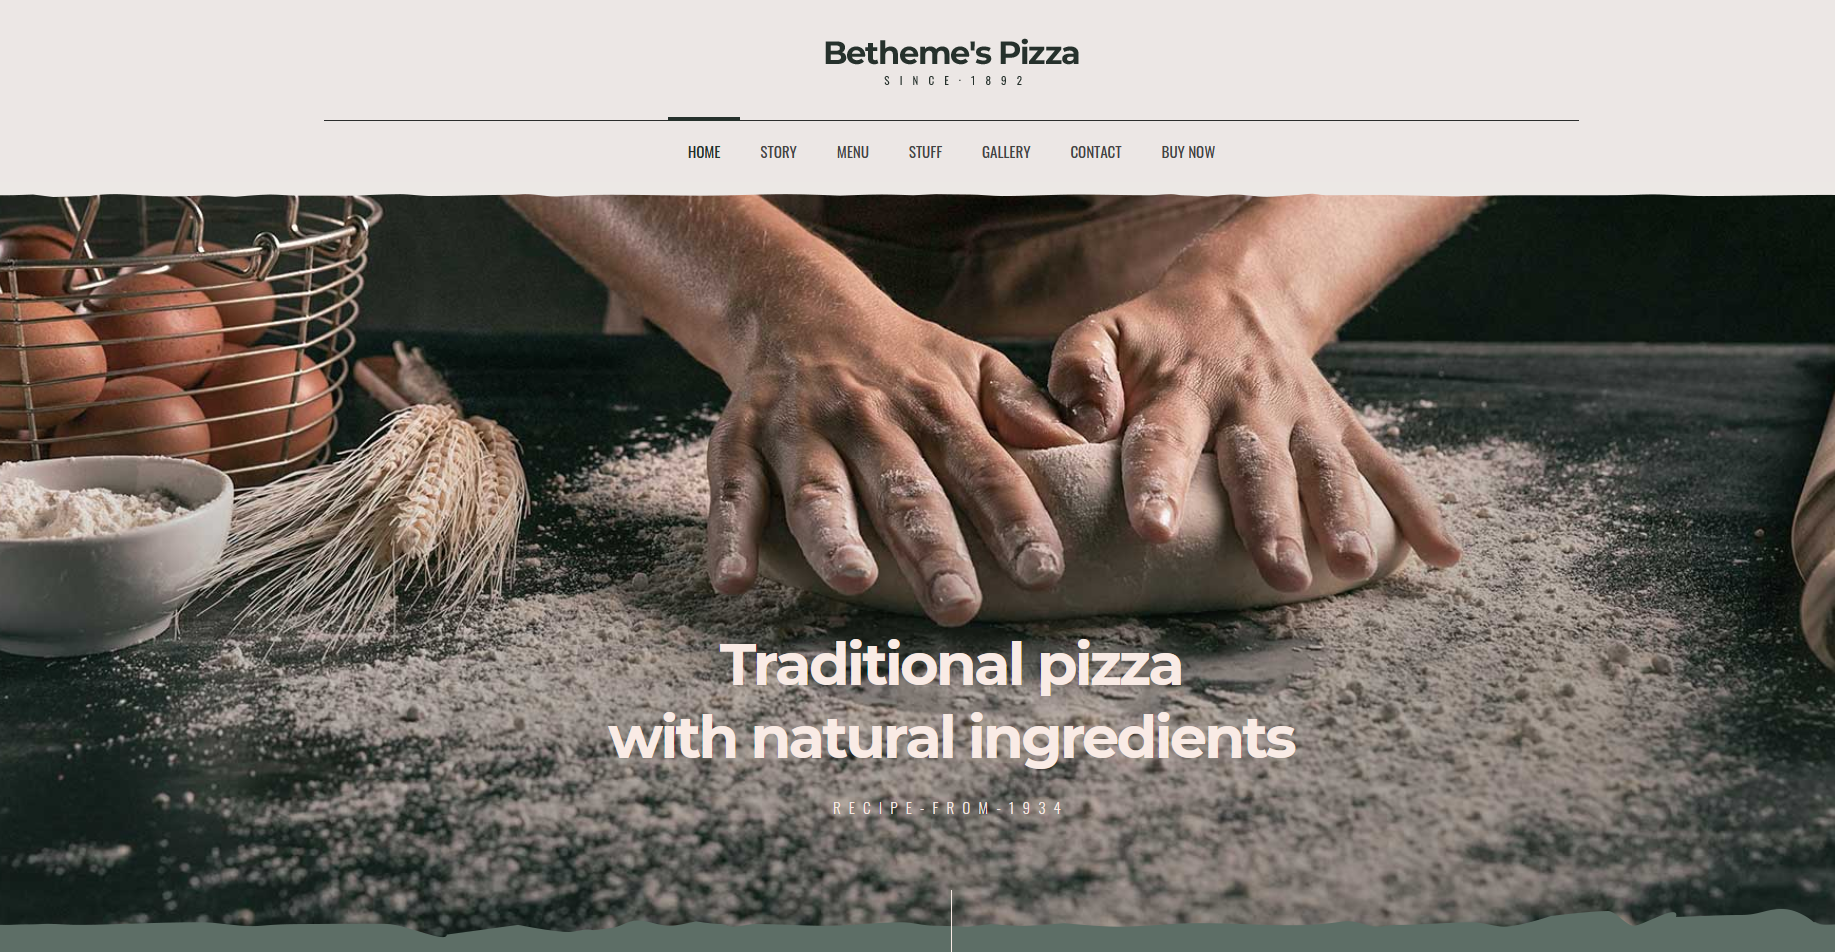 Betheme's Pizza
SINCE·1892
HOME STORY MENU STUFF GALLERY CONTACT BUY NOW
Traditional pizza
with natural ingredients
RECIPE-FROM-1934